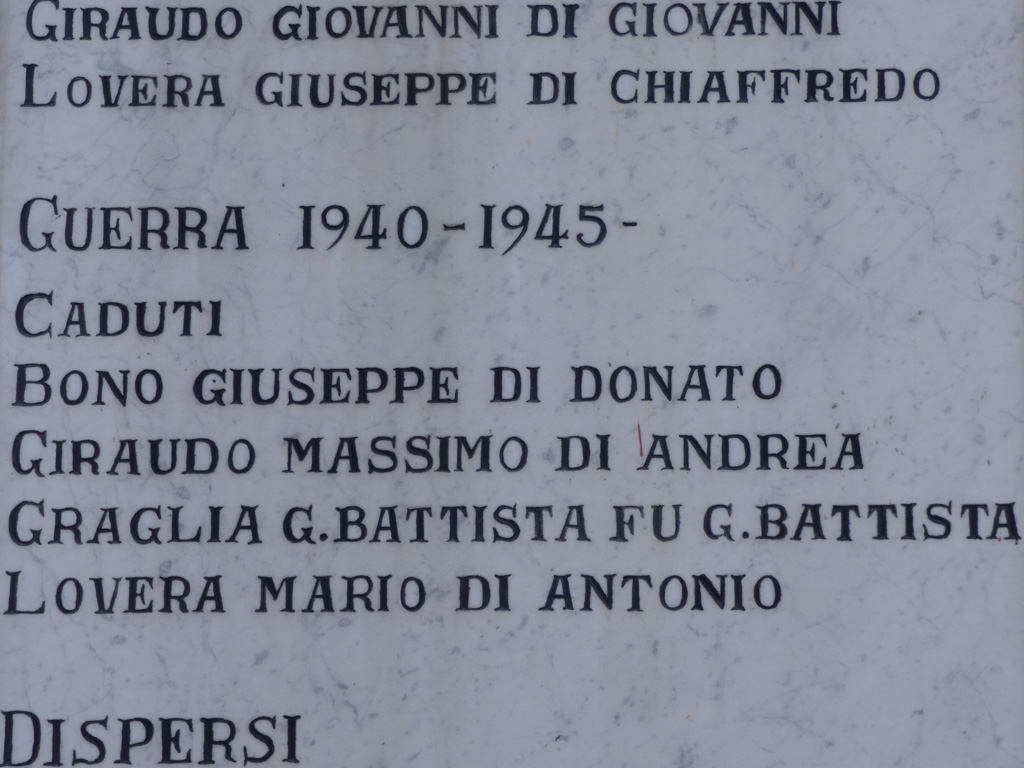 GIRAUDO GIOVANNI DI GIOVANNI
LOVERA GIUSEPPE DI CHIAFFREDO
GUERRA 1940-1945-
CADUTI
BONO GIUSEPPE DI DONATO
GIRAUDO MASSIMO DI ANDREA
GRAGLIA G.BATTISTA FU G.BATTISTA
LOVERA MARIO DI ANTONIO
DISPERSI